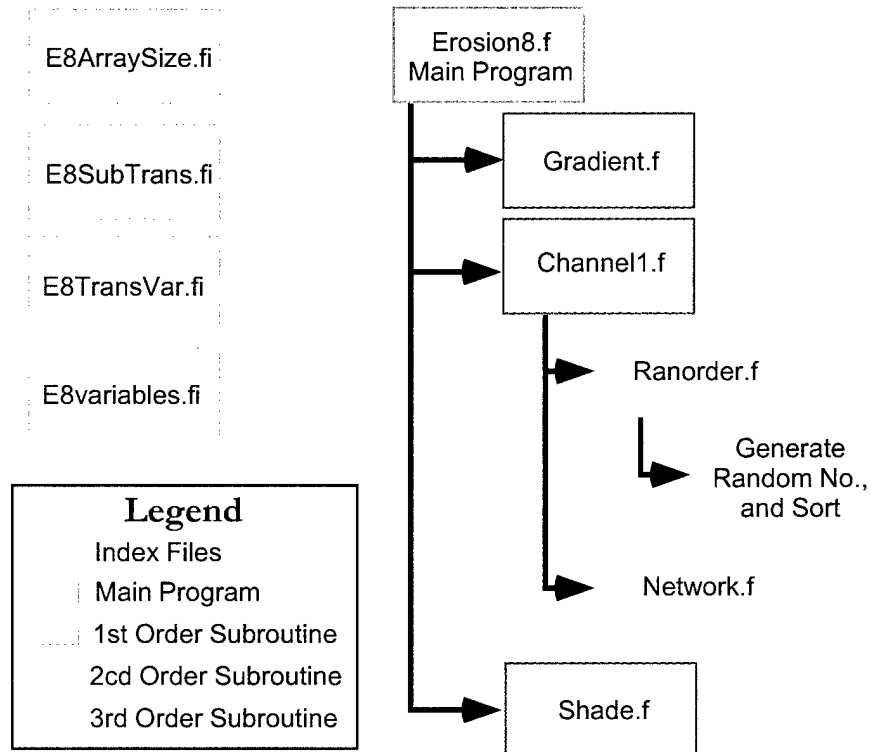 E8ArraySize.fi
E8SubTrans.fi
E8TransVar.fi
E8variables.fi
Erosion8.f
Main Program
Gradient.f
Channel1.f
Ranorder.f
Generate
Random No.,
and Sort
Network.f
Shade.f
Legend
Index Files
Main Program
1st Order Subroutine
2cd Order Subroutine
3rd Order Subroutine